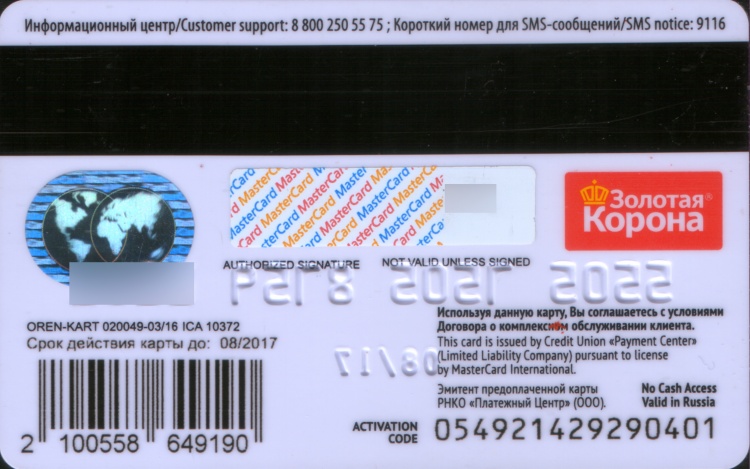 Информационный центр/Customer support: 8 800 250 55 75 ; Короткий номер для SMS-сообщений/SMS notice: 9116
MasterCard MasterCard MasterCard MasterCard
Золотая®
Корона
AUTHORIZED SIGNATURE NOT VALID UNLESS SIGNED
OREN-KART 020049-03/16 ICA 10372
Срок действия карты до: 08/2017
08/17
Используя данную карту, Вы соглашаетесь с условиями
Договора о комплексном обслуживании клиента.
This card is issued by Credit Union «Payment Center»
(Limited Liability Company) pursuant to license
by MasterCard International.
Эмитент предоплаченной карты
РНКО «Платежный Центр» (ООО).
No Cash Access
Valid in Russia
2 100558 649190
ACTIVATION
CODE
054921429290401